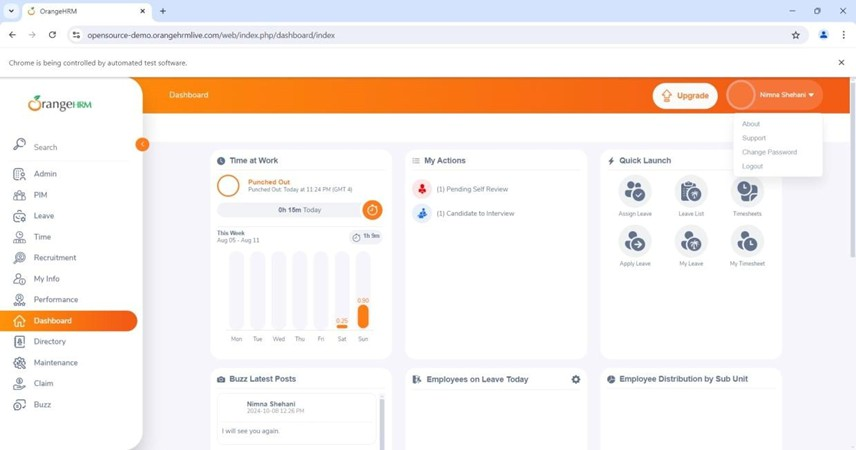 OrangeHRM
opensource-demo.orangehrmlive.com/web/index.php/dashboard/index
Chrome is being controlled by automated test software.
OrangeHRM
Dashboard
Upgrade
Nimna Shehani
About
Support
Change Password
Logout
Search
Admin
PIM
Leave
Time
Recruitment
My Info
Performance
Dashboard
Directory
Maintenance
Claim
Buzz
Time at Work
Punched Out
Punched Out: Today at 11:24 PM (GMT 4)
0h 15m Today
This Week
Aug 05 - Aug 11
1h 9m
0:25
0:90
Mon Tue Wed Thu Fri Sat Sun
My Actions
(1) Pending Self Review
(1) Candidate to Interview
Quick Launch
Assign Leave Leave List Timesheets
Apply Leave My Leave My Timesheet
Buzz Latest Posts
Nimna Shehani
2024-10-08 12:26 PM
I will see you again.
Employees on Leave Today
Employee Distribution by Sub Unit